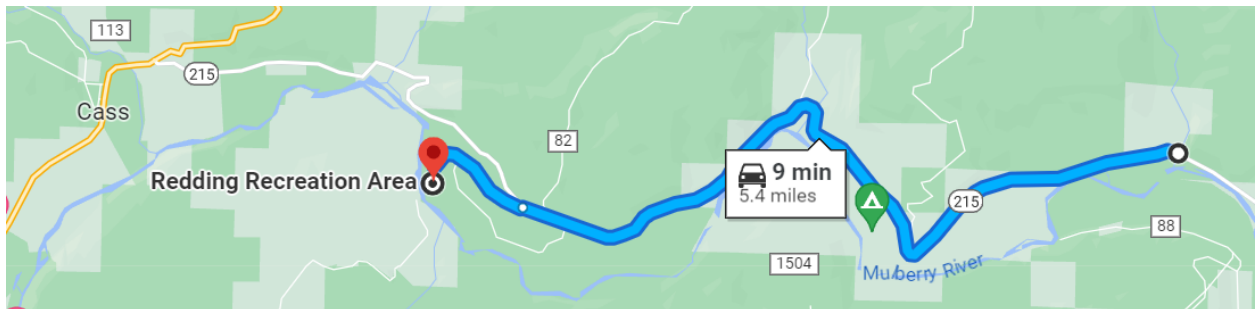 113
215
Cass
82
Redding Recreation Area
9 min
5.4 miles
215
88
1504
Mulberry River